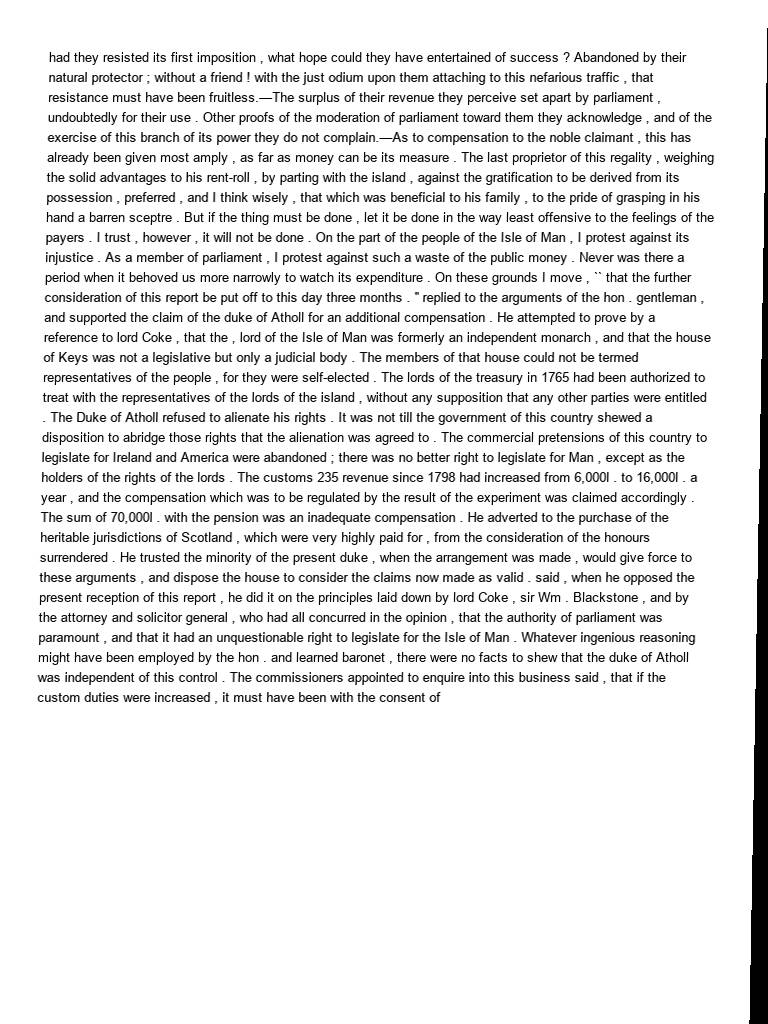 had they resisted its first imposition , what hope could they have entertained of success ? Abandoned by their
natural protector ; without a friend ! with the just odium upon them attaching to this nefarious traffic , that
resistance must have been fruitless.—The surplus of their revenue they perceive set apart by parliament ,
undoubtedly for their use . Other proofs of the moderation of parliament toward them they acknowledge , and of the
exercise of this branch of its power they do not complain.—As to compensation to the noble claimant , this has
already been given most amply , as far as money can be its measure . The last proprietor of this regality , weighing
the solid advantages to his rent-roll , by parting with the island , against the gratification to be derived from its
possession , preferred , and I think wisely , that which was beneficial to his family , to the pride of grasping in his
hand a barren sceptre . But if the thing must be done , let it be done in the way least offensive to the feelings of the
payers . I trust , however , it will not be done . On the part of the people of the Isle of Man , I protest against its
injustice . As a member of parliament , I protest against such a waste of the public money . Never was there a
period when it behoved us more narrowly to watch its expenditure . On these grounds I move , `` that the further
consideration of this report be put off to this day three months . " replied to the arguments of the hon . gentleman ,
and supported the claim of the duke of Atholl for an additional compensation . He attempted to prove by a
reference to lord Coke , that the , lord of the Isle of Man was formerly an independent monarch , and that the house
of Keys was not a legislative but only a judicial body . The members of that house could not be termed
representatives of the people , for they were self-elected . The lords of the treasury in 1765 had been authorized to
treat with the representatives of the lords of the island , without any supposition that any other parties were entitled
. The Duke of Atholl refused to alienate his rights . It was not till the government of this country shewed a
disposition to abridge those rights that the alienation was agreed to . The commercial pretensions of this country to
legislate for Ireland and America were abandoned ; there was no better right to legislate for Man , except as the
holders of the rights of the lords . The customs 235 revenue since 1798 had increased from 6,000l . to 16,000l . a
year , and the compensation which was to be regulated by the result of the experiment was claimed accordingly .
The sum of 70,000l . with the pension was an inadequate compensation . He adverted to the purchase of the
heritable jurisdictions of Scotland , which were very highly paid for , from the consideration of the honours
surrendered . He trusted the minority of the present duke , when the arrangement was made , would give force to
these arguments , and dispose the house to consider the claims now made as valid . said , when he opposed the
present reception of this report , he did it on the principles laid down by lord Coke , sir Wm . Blackstone , and by
the attorney and solicitor general , who had all concurred in the opinion , that the authority of parliament was
paramount , and that it had an unquestionable right to legislate for the Isle of Man . Whatever ingenious reasoning
might have been employed by the hon . and learned baronet , there were no facts to shew that the duke of Atholl
was independent of this control . The commissioners appointed to enquire into this business said , that if the
custom duties were increased , it must have been with the consent of